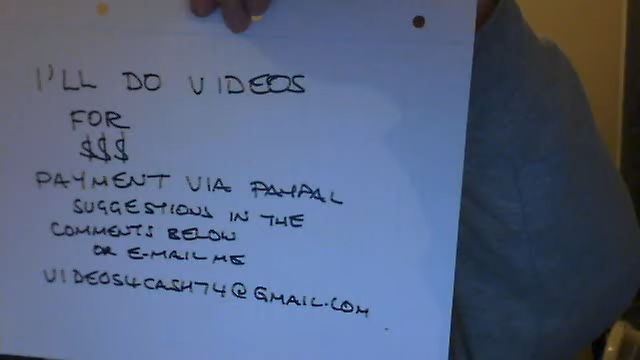 I'LL DO VIDEOS
FOR
$$$
PAYMENT VIA PAYPAL
SUGGESTIONS IN THE
COMMENTS BELOW
OR E-MAIL ME
VIDEOS4CASH74@GMAIL.COM